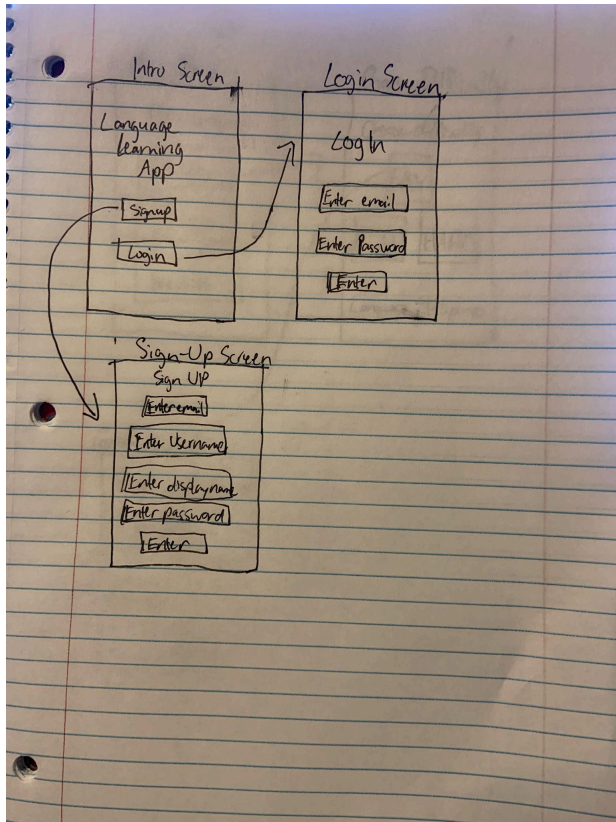 Intro Screen
Language
Learning
App
Signup
Login
Login Screen
LogIn
Enter email
Enter Password
Enter
Sign-Up Screen
Sign UP
Enter email
Enter Username
Enter displayname
Enter password
Enter